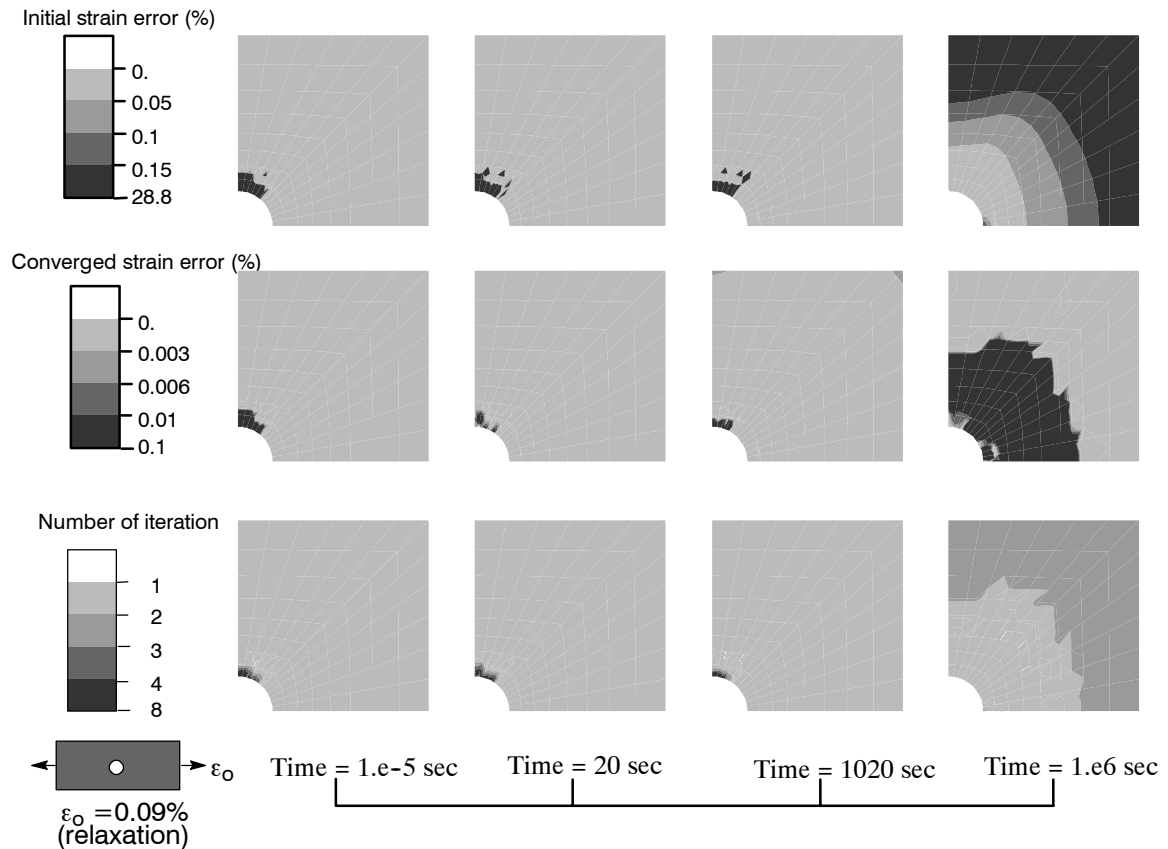 Initial strain error (%)
0.
0.05
0.1
0.15
28.8
Converged strain error (%)
0.
0.003
0.006
0.01
0.1
Number of iteration
1
2
3
4
8
εo
εo =0.09%
(relaxation)
Time = 1.e-5 sec
Time = 20 sec
Time = 1020 sec
Time = 1.e6 sec